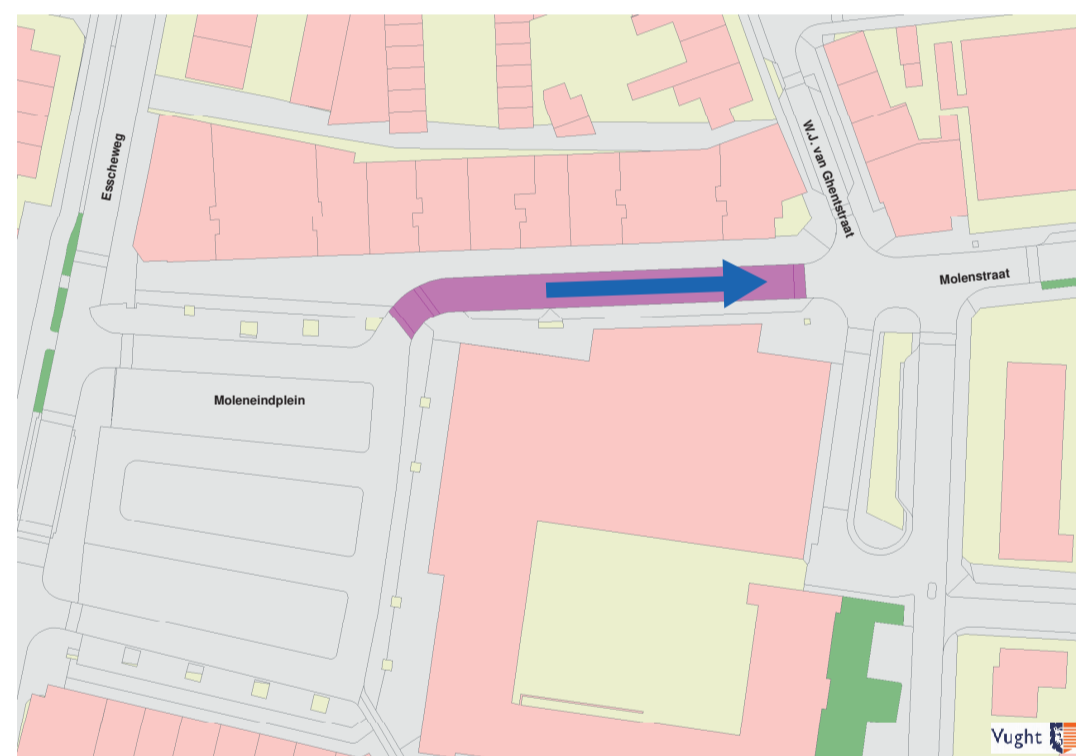 Esscheweg
W.J. van Ghentstraat
Molenstraat
Moleneindplein
Vught